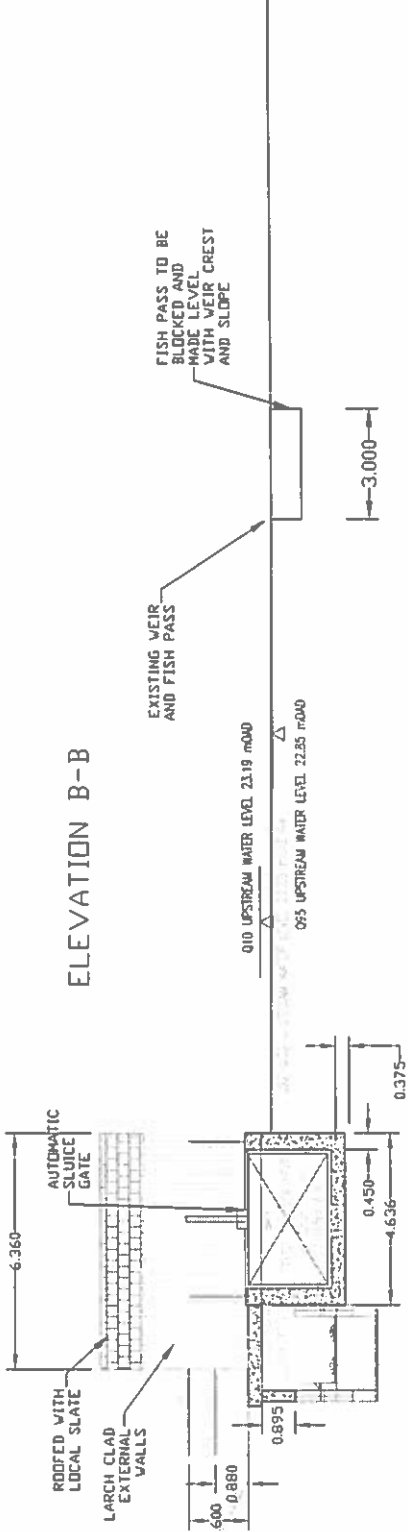 ELEVATION B-B
6.360
ROOFED WITH
LOCAL SLATE
AUTOMATIC
SLUICE
GATE
LARCH CLAD
EXTERNAL
WALLS
.600
0.880
0.895
0.450
4.636
0.375
Q10 UPSTREAM WATER LEVEL 23.19 mOAD
Q95 UPSTREAM WATER LEVEL 22.85 mOAD
EXISTING WEIR
AND FISH PASS
FISH PASS TO BE
BLOCKED AND
MADE LEVEL
WITH WEIR CREST
AND SLOPE
3.000